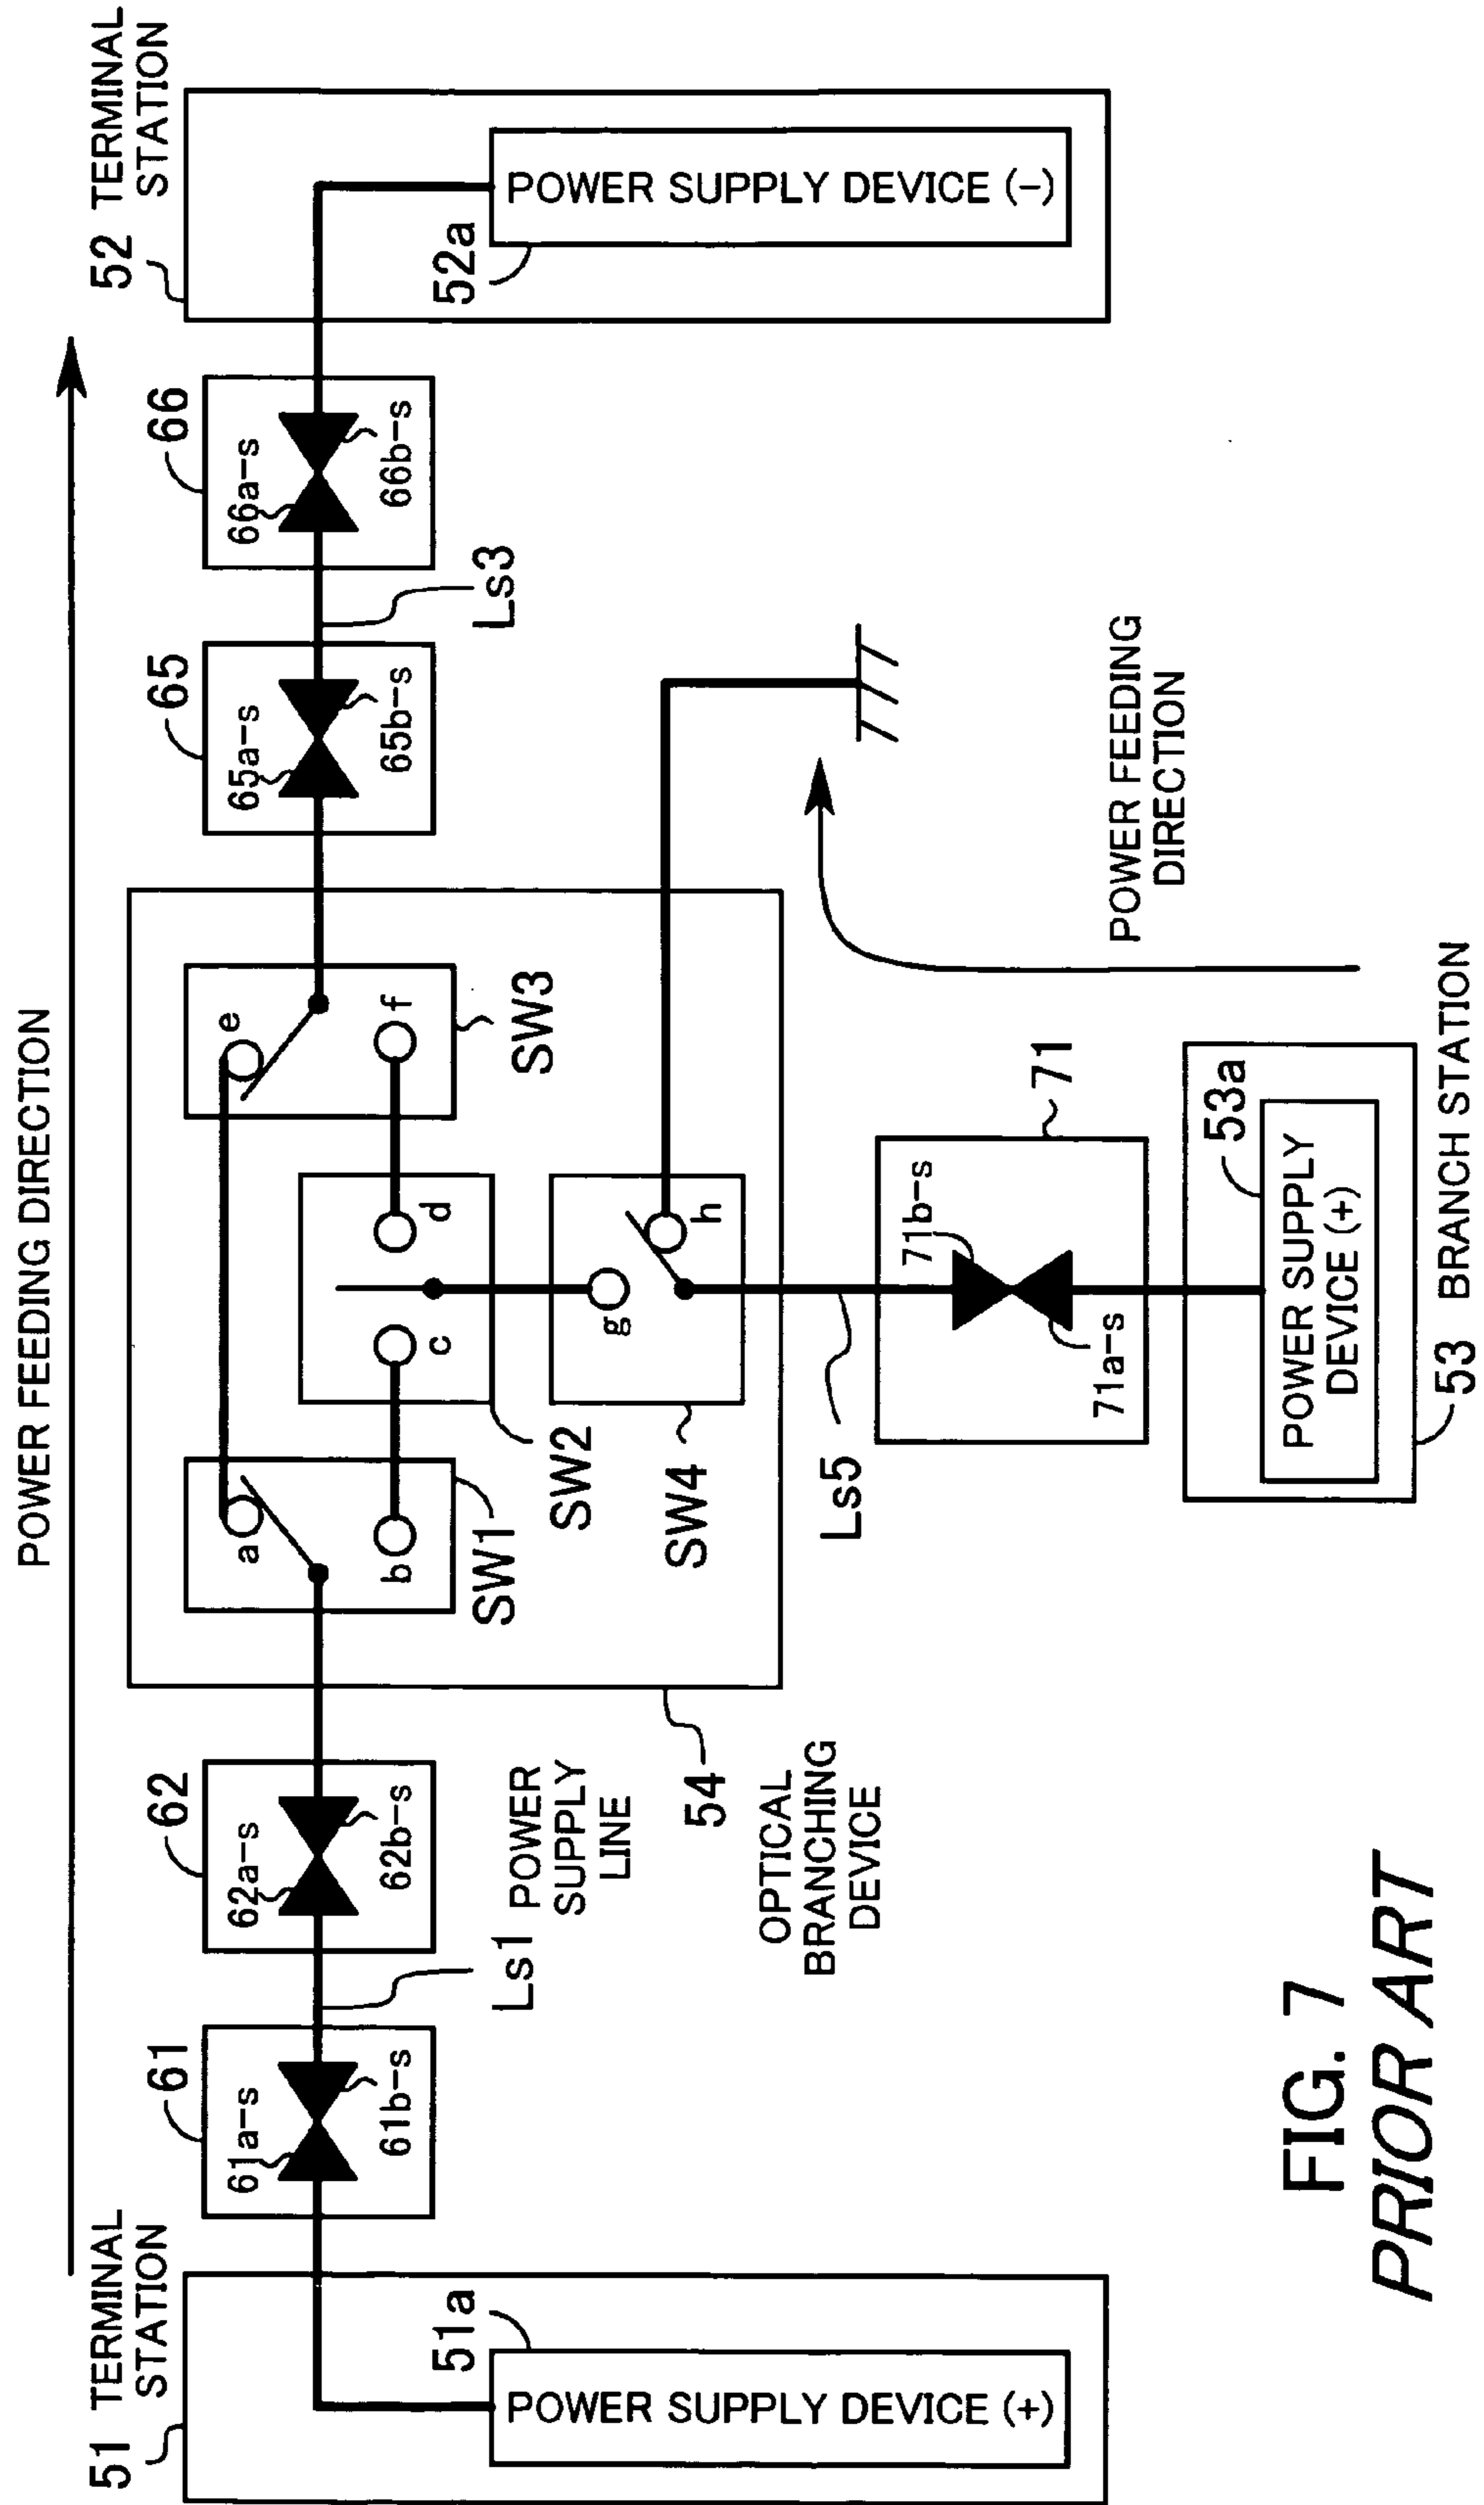 POWER FEEDING DIRECTION
51 TERMINAL
STATION
51a
POWER SUPPLY DEVICE (+)
61
61a-s
61b-s
Ls1 POWER
SUPPLY
LINE
62
62a-s
62b-s
54
OPTICAL
BRANCHING
DEVICE
a
b
SW1
c
d
SW2
e
f
SW3
g
h
SW4
Ls5
65
65a-s
65b-s
Ls3
66
66a-s
66b-s
52 TERMINAL
STATION
52a
POWER SUPPLY DEVICE (-)
POWER FEEDING
DIRECTION
71
71b-s
71a-s
53a
POWER SUPPLY
DEVICE (+)
53 BRANCH STATION
FIG. 7
PRIOR ART